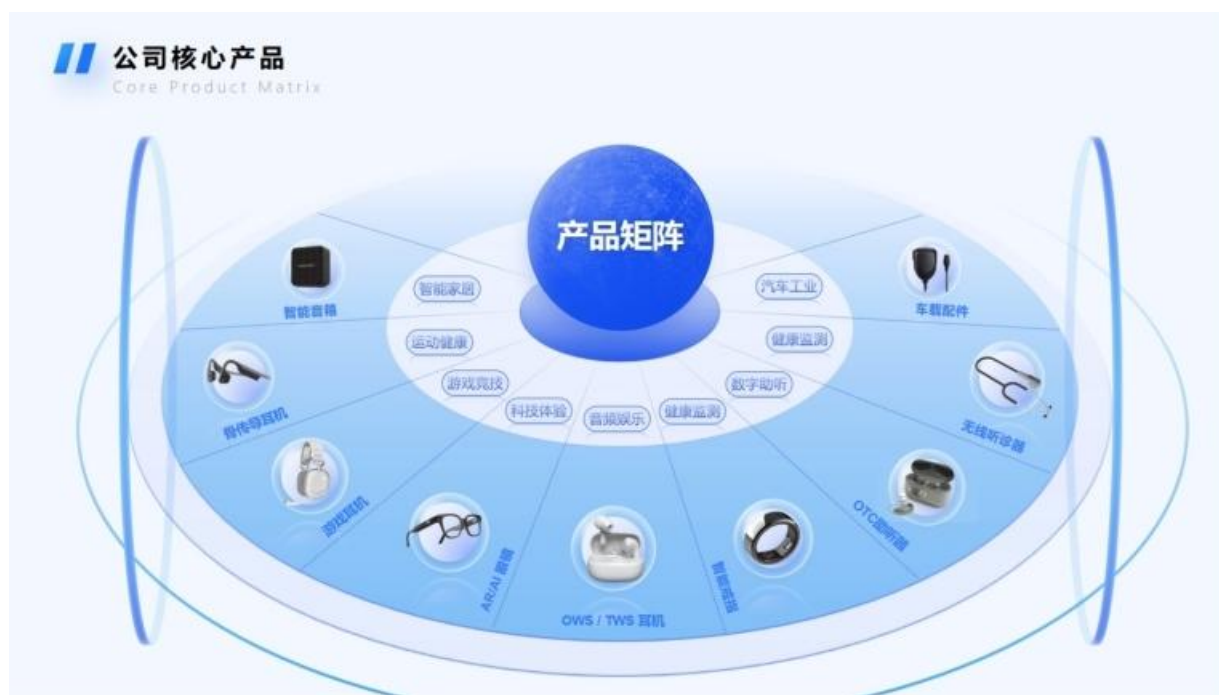 公司核心产品
Core Product Matrix
产品矩阵
智能家居
汽车工业
运动健康
健康监测
游戏竞技
数字助听
科技体验
音频娱乐
健康监测
智能音箱
车载配件
骨传导耳机
无线听诊器
游戏耳机
OTC助听器
AR/AI 眼镜
智能戒指
OWS / TWS 耳机